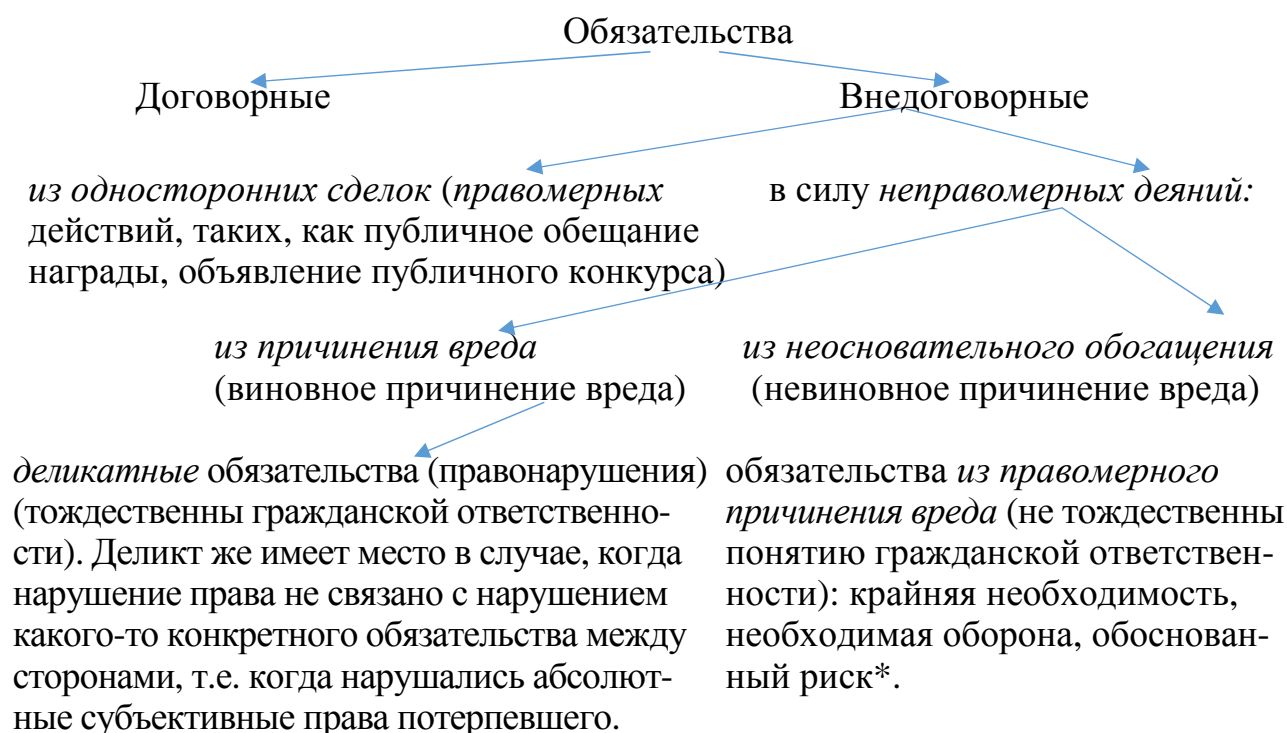 Обязательства
Договорные
Внедоговорные
из односторонних сделок (правомерных
действий, таких, как публичное обещание
награды, объявление публичного конкурса)
в силу неправомерных деяний:
из причинения вреда
(виновное причинение вреда)
из неосновательного обогащения
(невиновное причинение вреда)
деликатные обязательства (правонарушения)
(тождественны гражданской ответственно-
сти). Деликт же имеет место в случае, когда
нарушение права не связано с нарушением
какого-то конкретного обязательства между
сторонами, т.е. когда нарушались абсолют-
ные субъективные права потерпевшего.
обязательства из правомерного
причинения вреда (не тождественны
понятию гражданской ответствен-
ности): крайняя необходимость,
необходимая оборона, обоснован-
ный риск*.